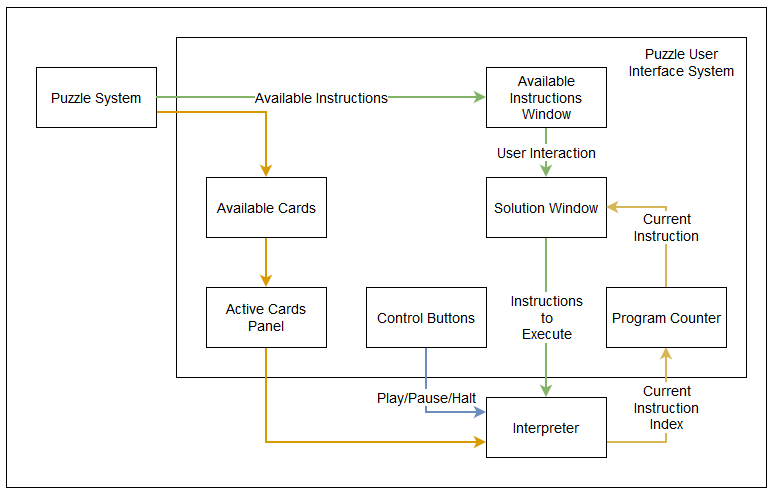 Puzzle User
Interface System
Puzzle System
Available Instructions
Available
Instructions
Window
User Interaction
Available Cards
Solution Window
Current
Instruction
Active Cards
Panel
Control Buttons
Instructions
to
Execute
Program Counter
Play/Pause/Halt
Current
Instruction
Index
Interpreter